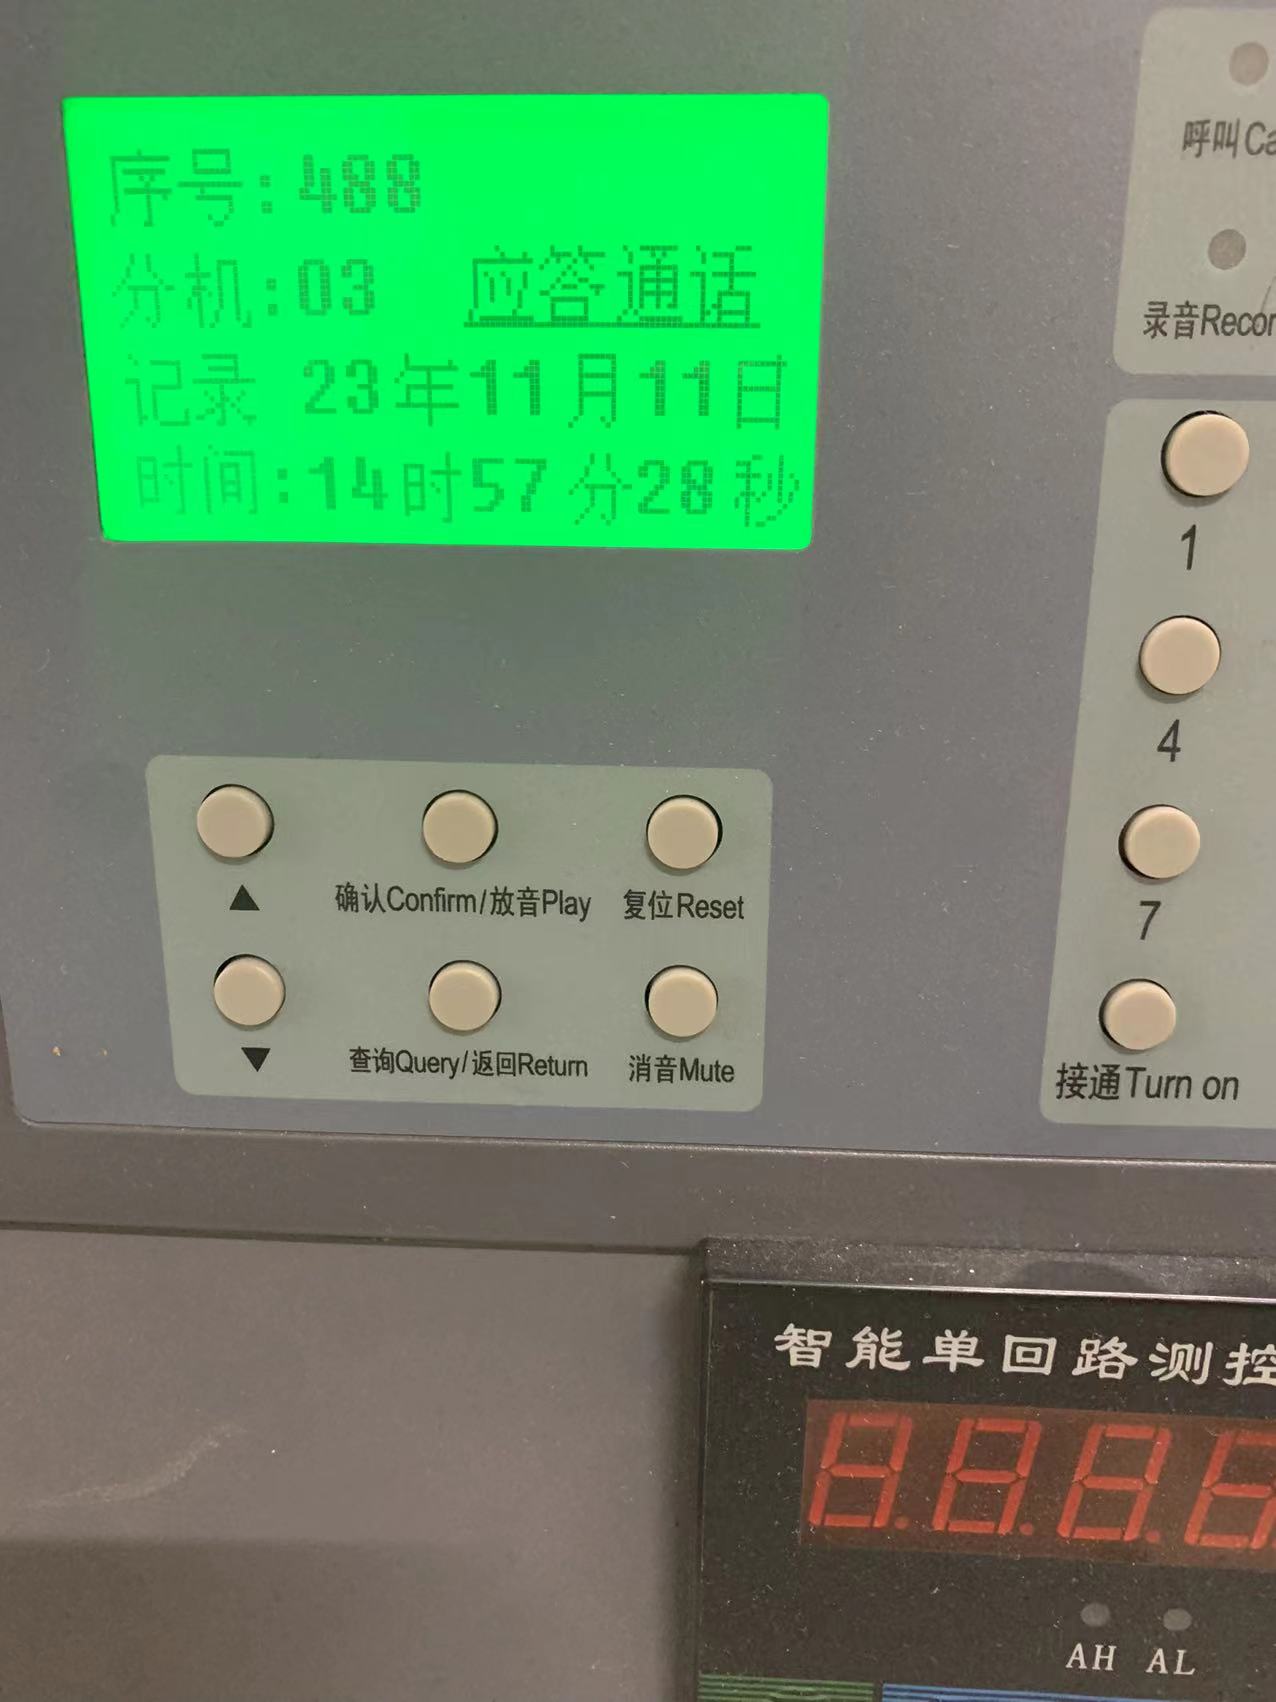 序号:488
分机:03 应答通话
记录 23年11月11日
时间:14时57分28秒
呼叫Ca
录音Recor
1
4
7
接通Turn on
▲
确认Confirm/放音Play
复位Reset
▼
查询Query/返回Return
消音Mute
智能单回路测控
8.8.8.8
AH AL